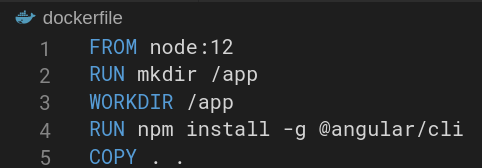 dockerfile
1 FROM node:12
2 RUN mkdir /app
3 WORKDIR /app
4 RUN npm install -g @angular/cli
5 COPY . .